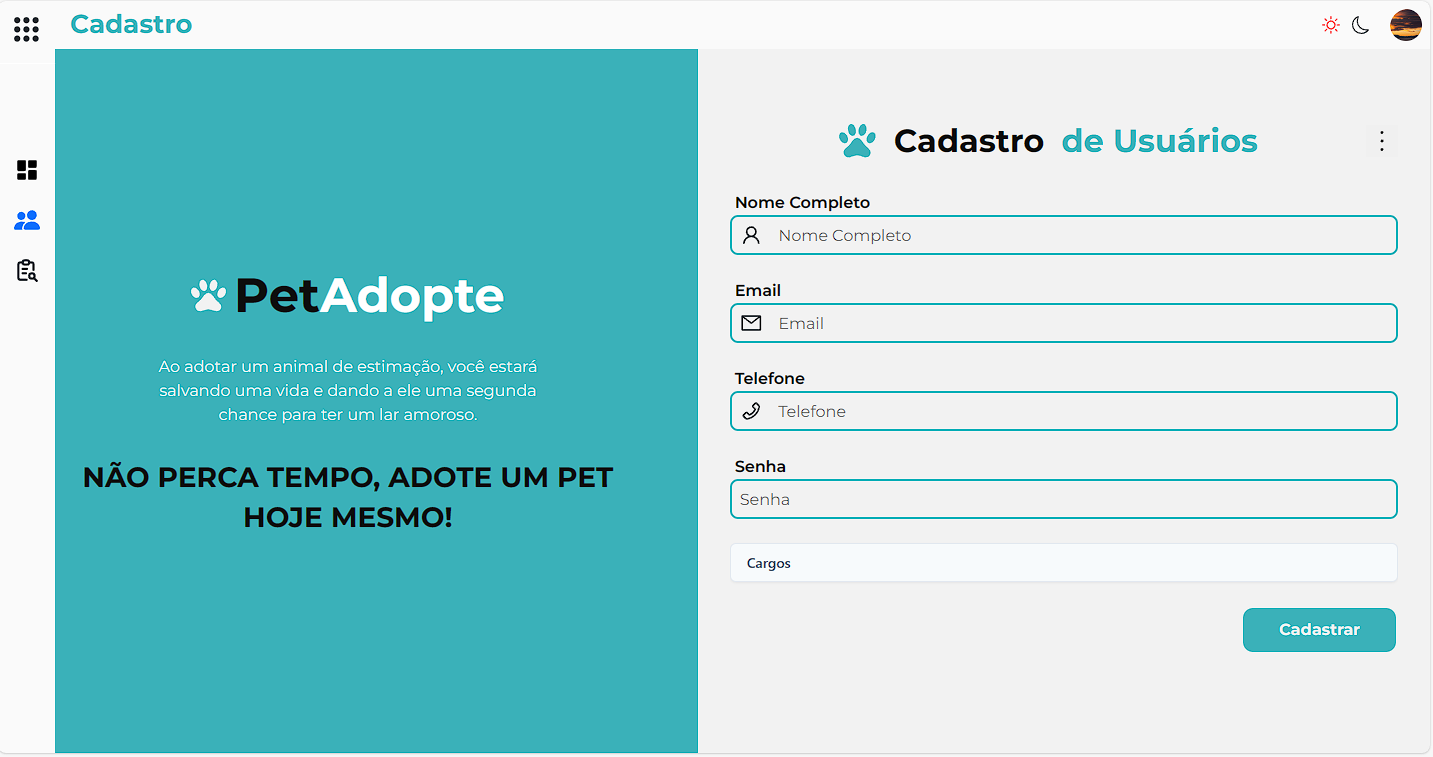 Cadastro
PetAdopte
Ao adotar um animal de estimação, você estará
salvando uma vida e dando a ele uma segunda
chance para ter um lar amoroso.
NÃO PERCA TEMPO, ADOTE UM PET
HOJE MESMO!
Cadastro de Usuários
Nome Completo
Nome Completo
Email
Email
Telefone
Telefone
Senha
Senha
Cargos
Cadastrar